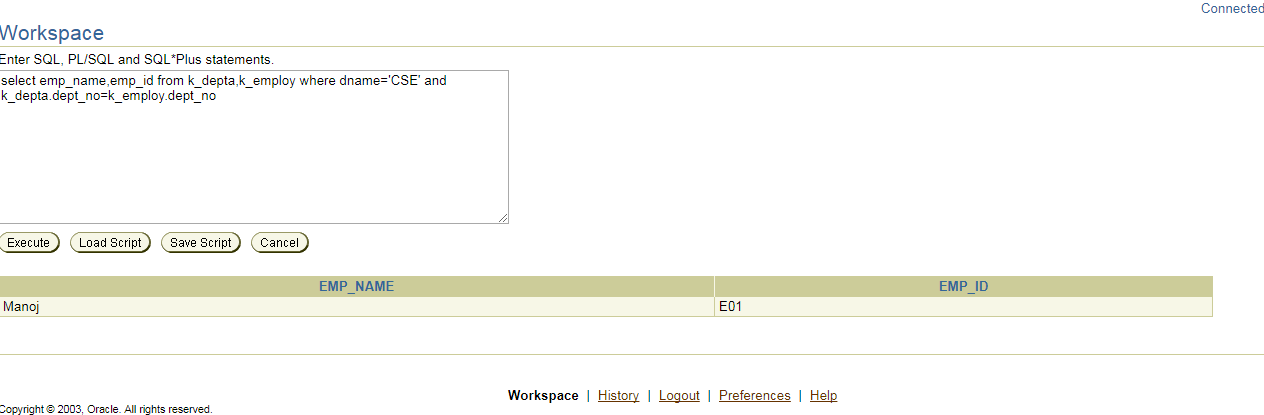 Connected
Workspace
Enter SQL, PL/SQL and SQL*Plus statements.
select emp_name,emp_id from k_depta,k_employ where dname='CSE' and
k_depta.dept_no=k_employ.dept_no
Execute Load Script Save Script Cancel
EMP_NAME EMP_ID
Manoj E01
Workspace | History | Logout | Preferences | Help
Copyright © 2003, Oracle. All rights reserved.